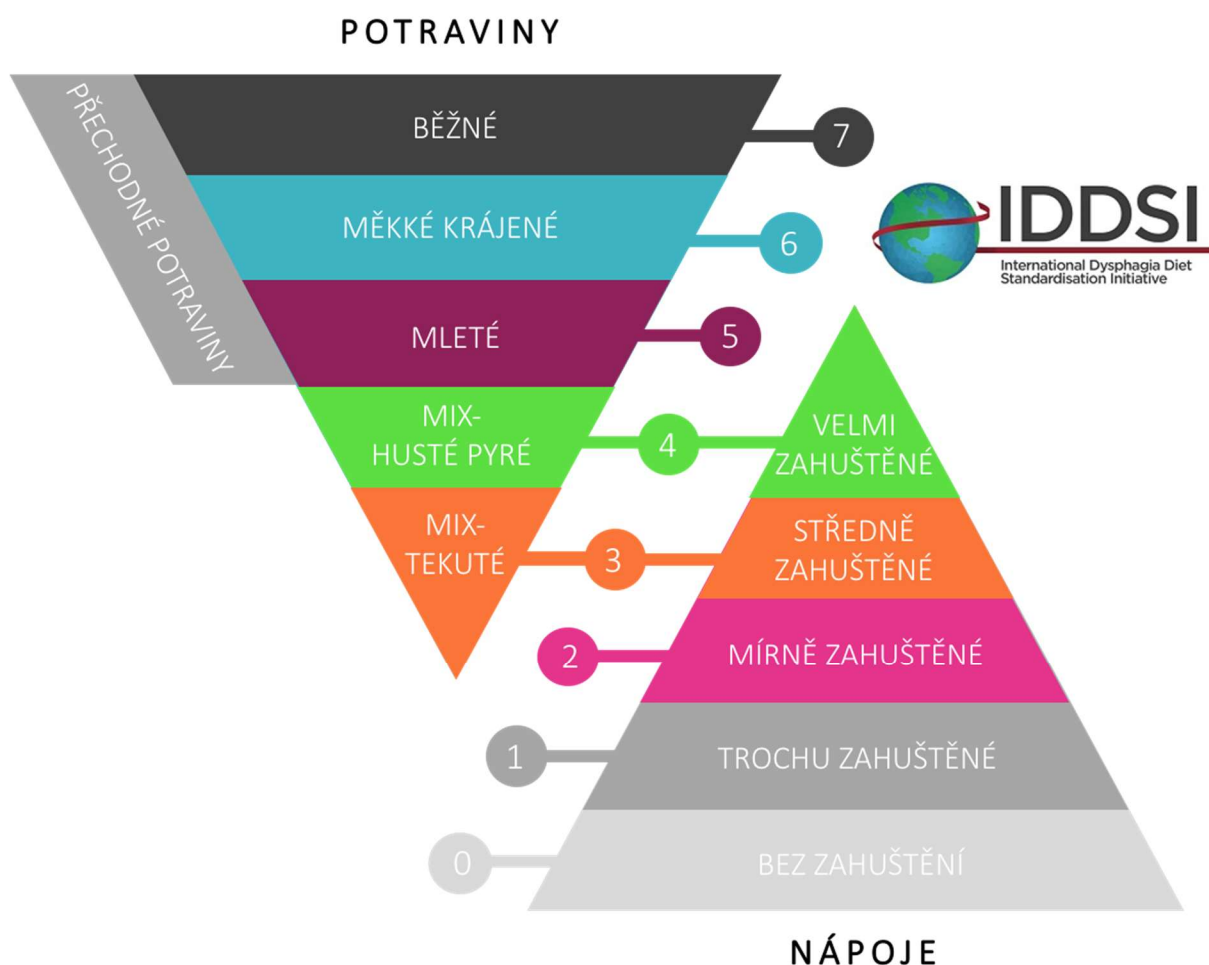 POTRAVINY
PŘECHODNÉ POTRAVINY
BĚŽNÉ
7
MĚKKÉ KRÁJENÉ
6
IDDSI
International Dysphagia Diet
Standardisation Initiative
MLETÉ
5
MIX-
HUSTÉ PYRÉ
4
VELMI
ZAHUŠTĚNÉ
MIX-
TEKUTÉ
3
STŘEDNĚ
ZAHUŠTĚNÉ
2
MÍRNĚ ZAHUŠTĚNÉ
1
TROCHU ZAHUŠTĚNÉ
0
BEZ ZAHUŠTĚNÍ
NÁPOJE